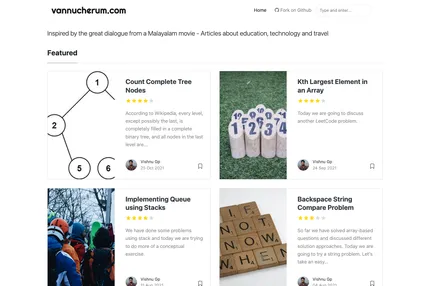 vannucherum.com
Home
Fork on Github
Type and enter...
Inspired by the great dialogue from a Malayalam movie - Articles about education, technology and travel
Featured
1
2
5
6
Count Complete Tree
Nodes
According to Wikipedia, every level,
except possibly the last, is
completely filled in a complete
binary tree, and all nodes in the last
level are...
Vishnu Gp
21 Oct 2021
Kth Largest Element in
an Array
Today we are going to discuss
another LeetCode problem.
Vishnu Gp
24 Sep 2021
Implementing Queue
using Stacks
We have done some problems
using stack and today we are trying
to do more of a conceptual
exercise.
Vishnu Gp
IF
NOT
NOW
WHEN
Backspace String
Compare Problem
So far we have solved array-based
questions and discussed different
solution approaches. Today we are
going to try a string problem. Let's
take an easy...
Vishnu Gp